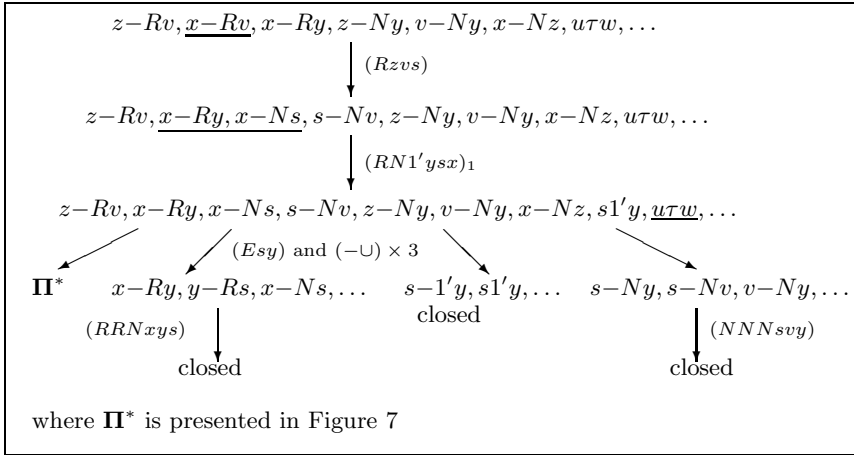 z−Rv, x−Rv, x−Ry, z−Ny, v−Ny, x−Nz, uτw, …
(Rzvs)
z−Rv, x−Ry, x−Ns, s−Nv, z−Ny, v−Ny, x−Nz, uτw, …
(RN1′ysx)₁
z−Rv, x−Ry, x−Ns, s−Nv, z−Ny, v−Ny, x−Nz, s1′y, uτw, …
(Esy) and (−∪) × 3
Π* x−Ry, y−Rs, x−Ns, … s−1′y, s1′y, … s−Ny, s−Nv, v−Ny, …
closed
(RRNxys) (NNNsvy)
closed closed
where Π* is presented in Figure 7